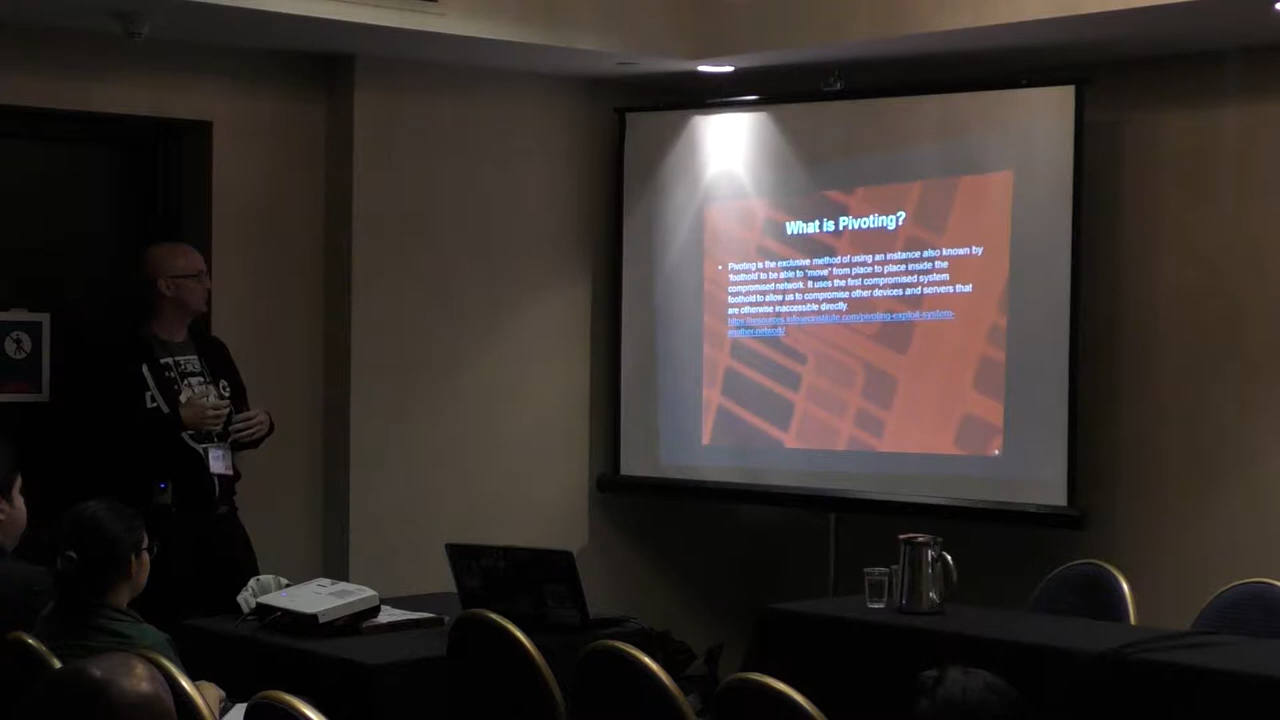 What is Pivoting?
• Pivoting is the exclusive method of using an instance also known by
'foothold' to be able to "move" from place to place inside the
compromised network. It uses the first compromised system
foothold to allow us to compromise other devices and servers that
are otherwise inaccessible directly.
https://resources.infosecinstitute.com/pivoting-exploit-system-
another-network/